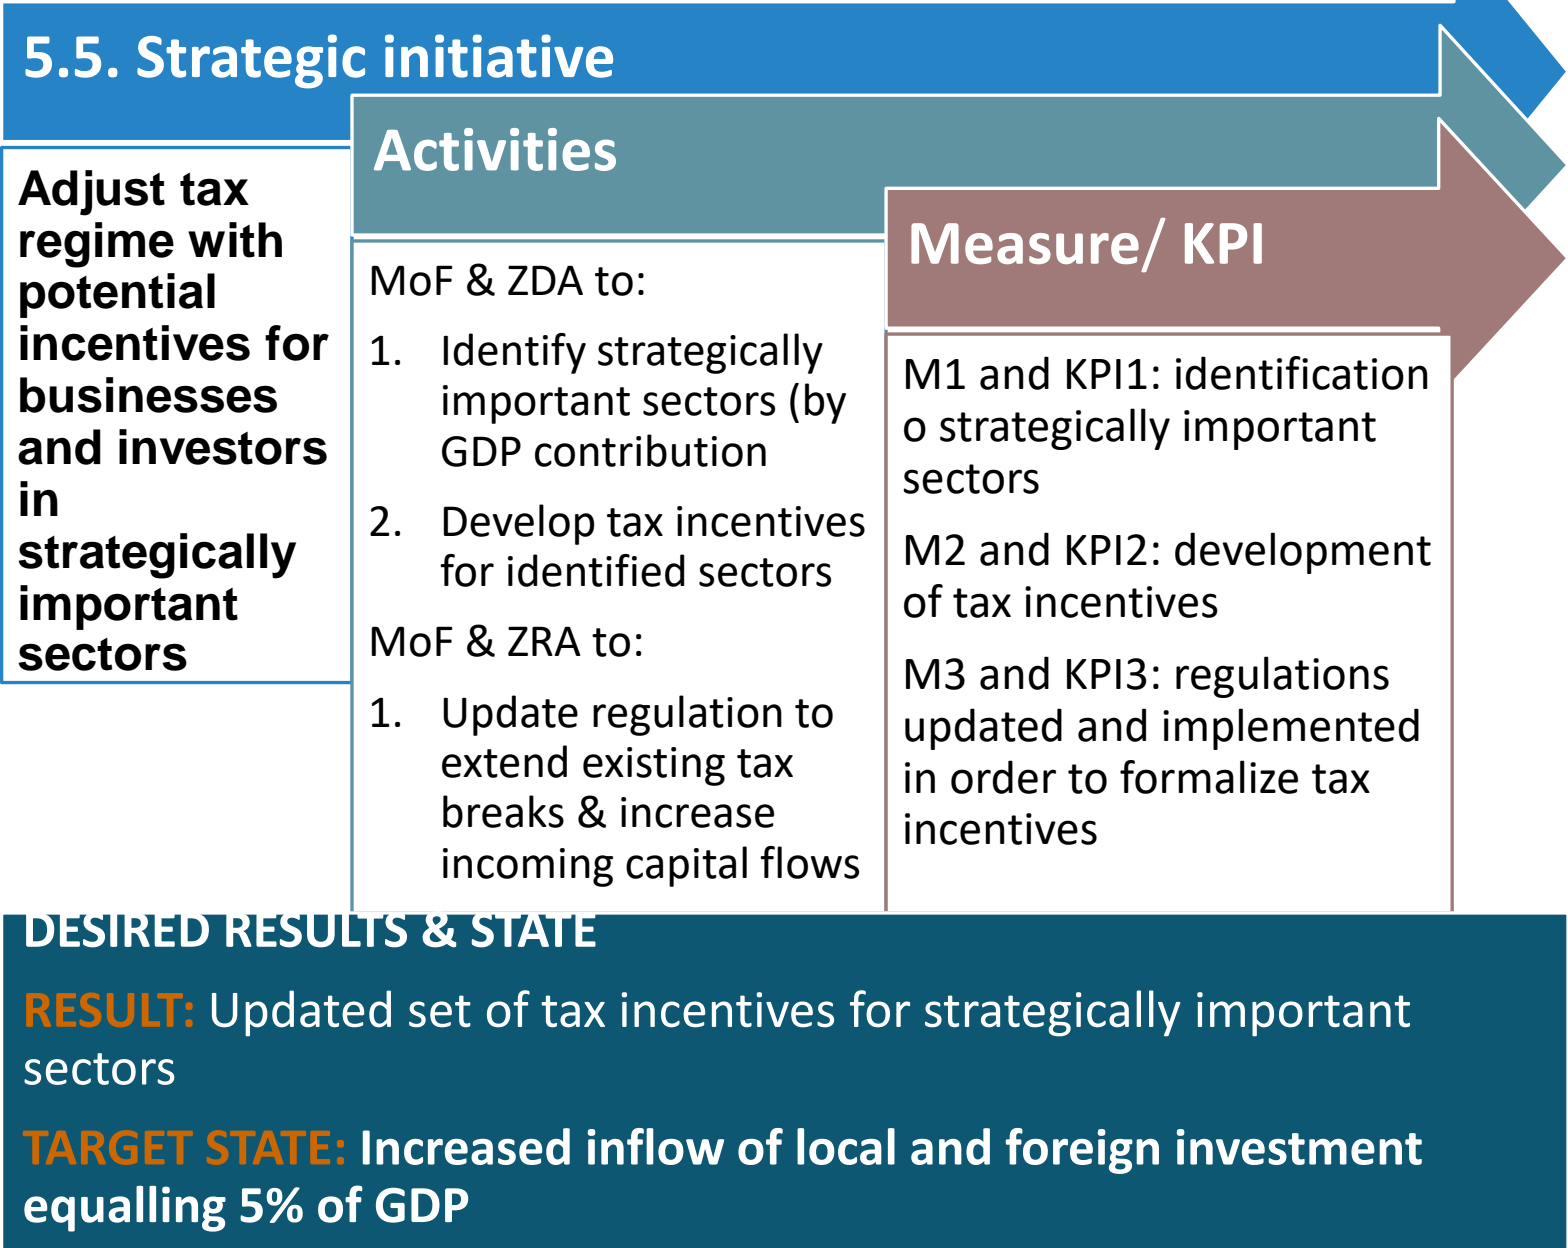 5.5. Strategic initiative
Adjust tax
regime with
potential
incentives for
businesses
and investors
in
strategically
important
sectors
Activities
MoF & ZDA to:
1. Identify strategically
important sectors (by
GDP contribution
2. Develop tax incentives
for identified sectors
MoF & ZRA to:
1. Update regulation to
extend existing tax
breaks & increase
incoming capital flows
Measure/ KPI
M1 and KPI1: identification
o strategically important
sectors
M2 and KPI2: development
of tax incentives
M3 and KPI3: regulations
updated and implemented
in order to formalize tax
incentives
DESIRED RESULTS & STATE
RESULT: Updated set of tax incentives for strategically important
sectors
TARGET STATE: Increased inflow of local and foreign investment
equalling 5% of GDP